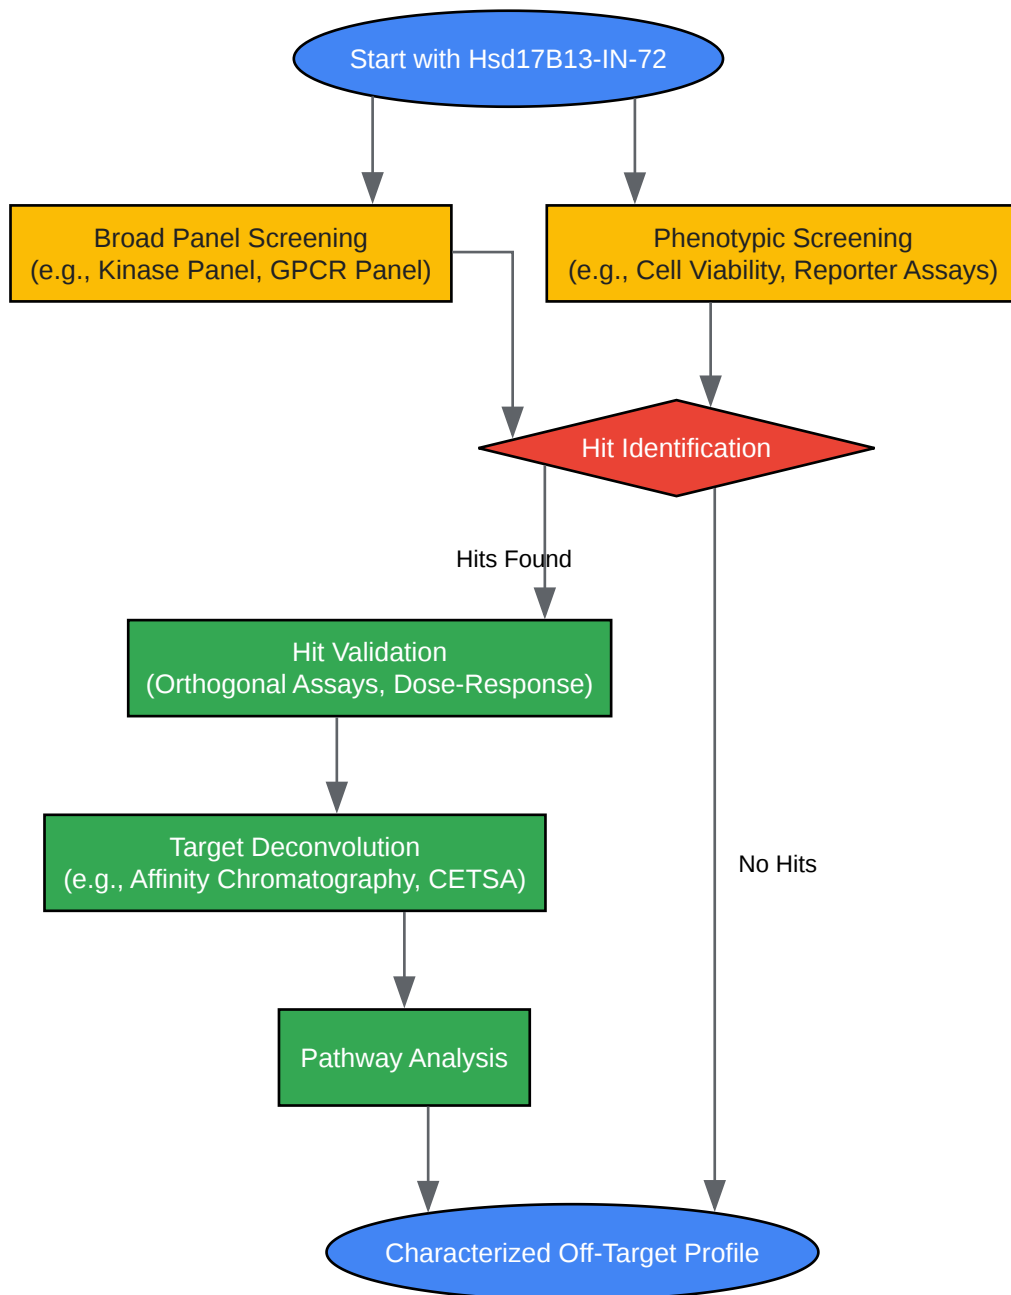 Start with Hsd17B13-IN-72
Broad Panel Screening
(e.g., Kinase Panel, GPCR Panel)
Phenotypic Screening
(e.g., Cell Viability, Reporter Assays)
Hit Identification
Hits Found
Hit Validation
(Orthogonal Assays, Dose-Response)
Target Deconvolution
(e.g., Affinity Chromatography, CETSA)
No Hits
Pathway Analysis
Characterized Off-Target Profile